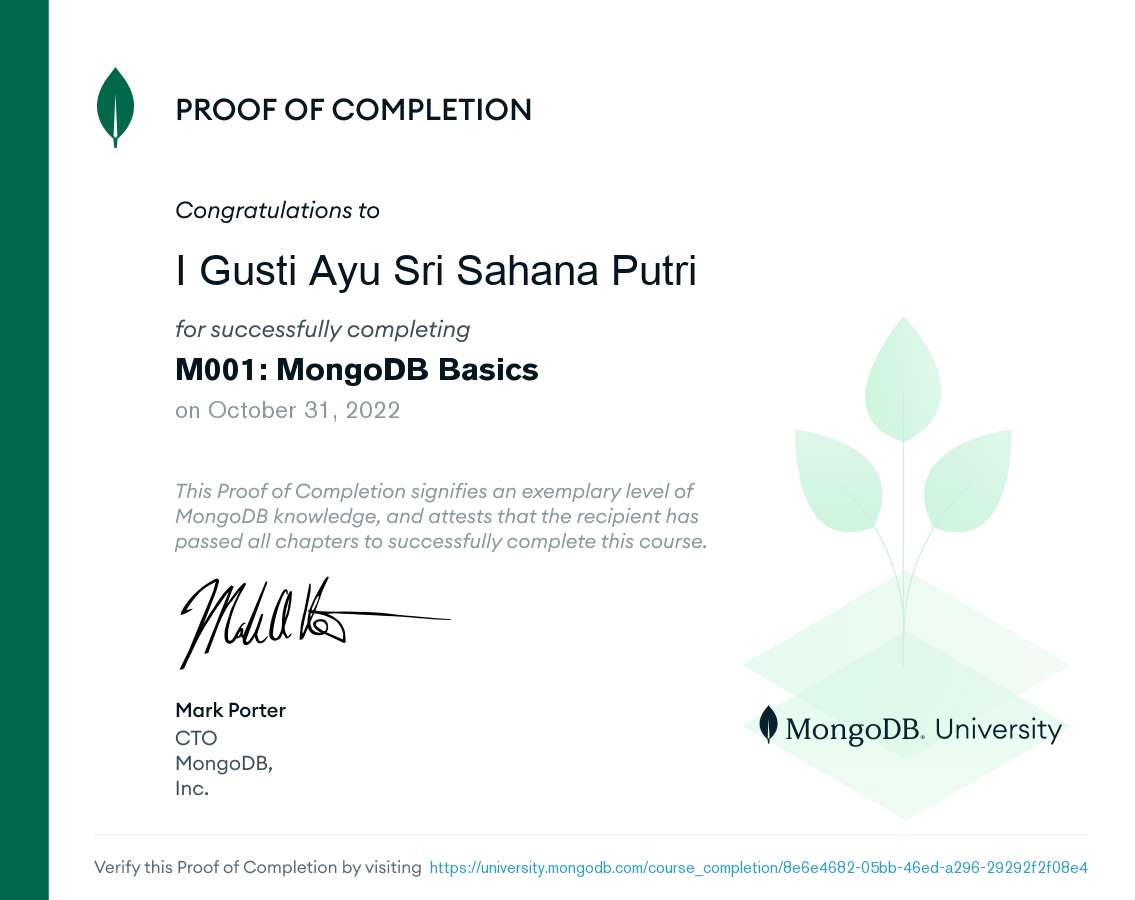 PROOF OF COMPLETION
Congratulations to
I Gusti Ayu Sri Sahana Putri
for successfully completing
M001: MongoDB Basics
on October 31, 2022
This Proof of Completion signifies an exemplary level of
MongoDB knowledge, and attests that the recipient has
passed all chapters to successfully complete this course.
Mark Porter
CTO
MongoDB,
Inc.
MongoDB. University
Verify this Proof of Completion by visiting https://university.mongodb.com/course_completion/8e6e4682-05bb-46ed-a296-29292f2f08e4